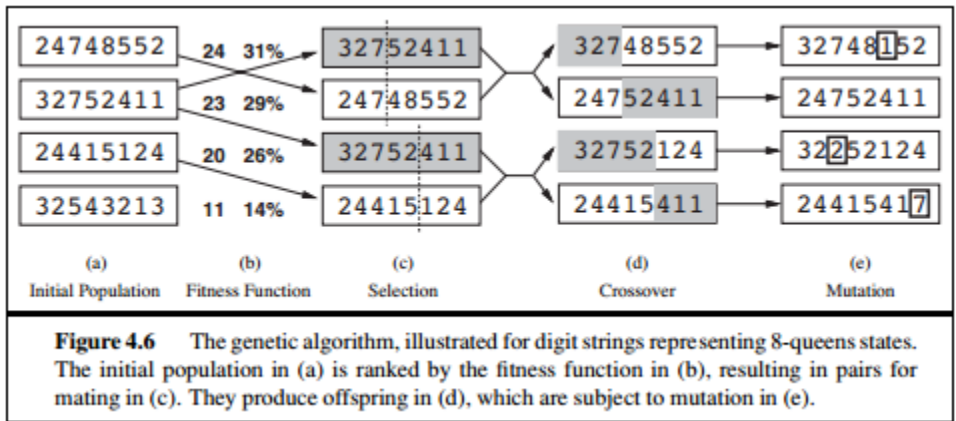 24748552 24 31% 32752411 32748552 32748152
32752411 23 29% 24748552 24752411 24752411
24415124 20 26% 32752411 32752124 32252124
32543213 11 14% 24415124 24415411 24415417
(a) (b) (c) (d) (e)
Initial Population Fitness Function Selection Crossover Mutation
Figure 4.6 The genetic algorithm, illustrated for digit strings representing 8-queens states.
The initial population in (a) is ranked by the fitness function in (b), resulting in pairs for
mating in (c). They produce offspring in (d), which are subject to mutation in (e).